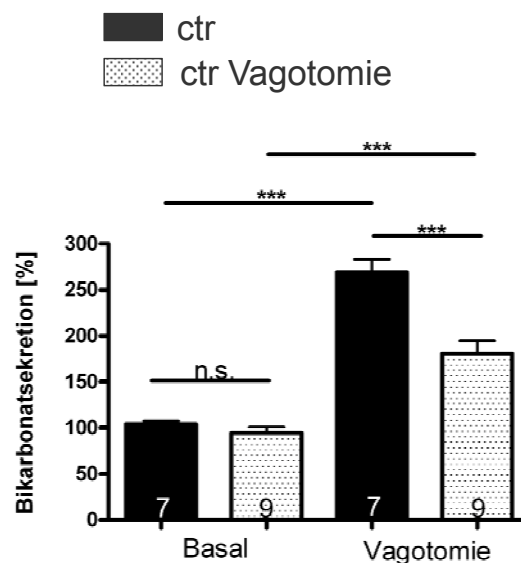 ctr
ctr Vagotomie
***
***
***
n.s.
Bikarbonatsekretion [%]
300
250
200
150
100
50
0
7
9
7
9
Basal
Vagotomie